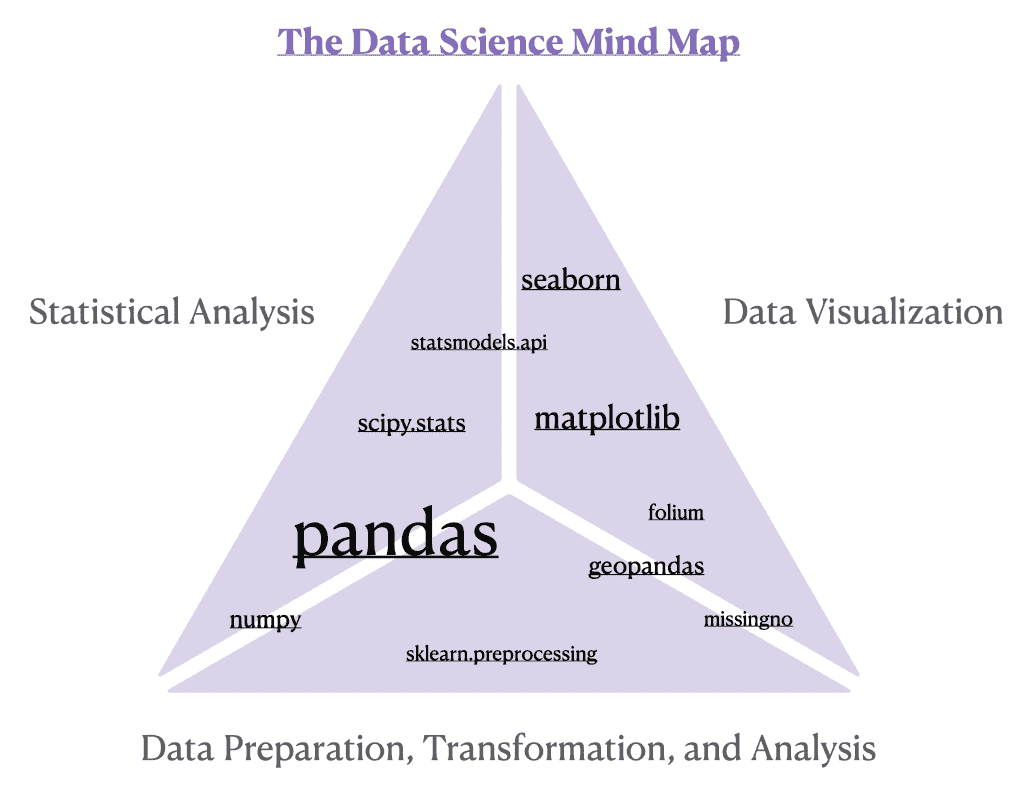 The Data Science Mind Map
seaborn
Statistical Analysis
Data Visualization
statsmodels.api
scipy.stats
matplotlib
pandas
folium
geopandas
numpy
missingno
sklearn.preprocessing
Data Preparation, Transformation, and Analysis